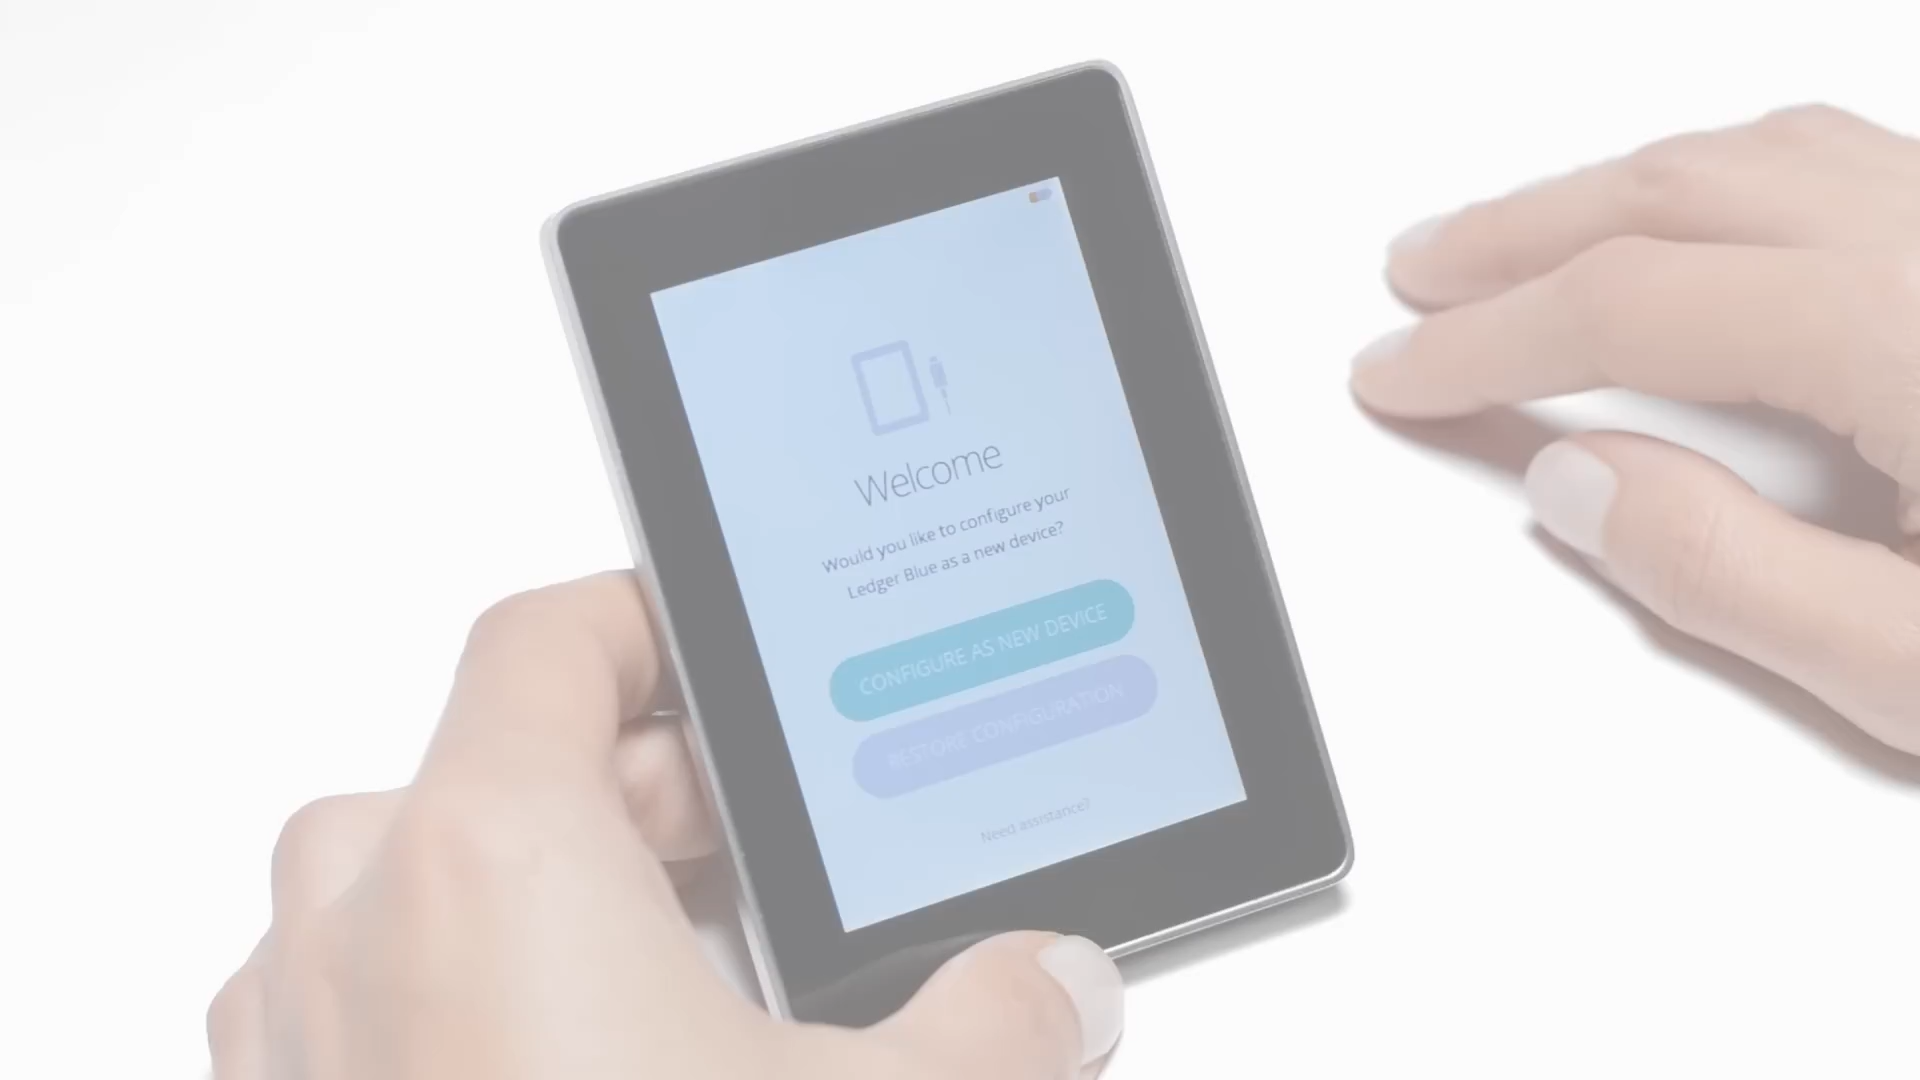 Welcome
Would you like to configure your
Ledger Blue as a new device?
CONFIGURE AS NEW DEVICE
RESTORE CONFIGURATION
Need assistance?